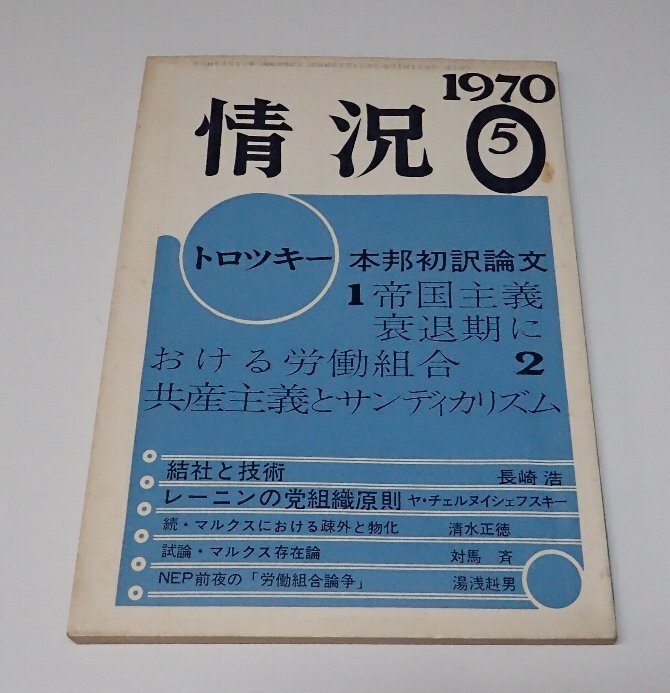 1970
情況 5
トロツキー 本邦初訳論文
1 帝国主義
衰退期に
おける労働組合 2
共産主義とサンディカリズム
結社と技術 長崎浩
レーニンの党組織原則 ヤ・チェルヌイシェフスキー
続・マルクスにおける疎外と物化 清水正徳
試論・マルクス存在論 対馬 斉
NEP前夜の「労働組合論争」 湯浅赳男